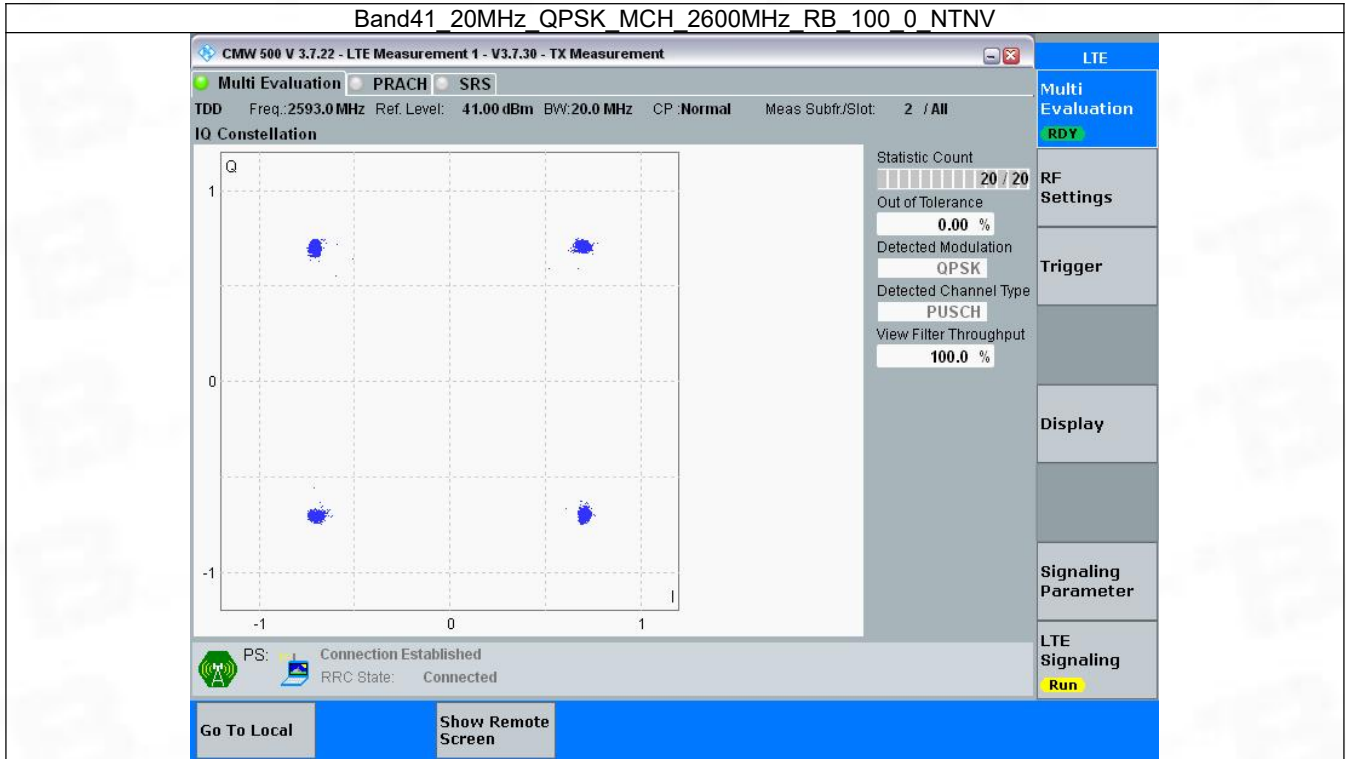 Band41_20MHz_QPSK_MCH_2600MHz_RB_100_0_NTNV
CMW 500 V 3.7.22 - LTE Measurement 1 - V3.7.30 - TX Measurement
LTE
Multi Evaluation PRACH SRS
Multi
Evaluation
RDY
TDD Freq.:2593.0 MHz Ref. Level: 41.00 dBm BW:20.0 MHz CP :Normal Meas Subfr./Slot: 2 / All
IQ Constellation
Q
1
0
-1
I
-1 0 1
Statistic Count
20 / 20
Out of Tolerance
0.00 %
Detected Modulation
QPSK
Detected Channel Type
PUSCH
View Filter Throughput
100.0 %
RF
Settings
Trigger
Display
Signaling
Parameter
LTE
Signaling
Run
PS: Connection Established
RRC State: Connected
Go To Local
Show Remote
Screen